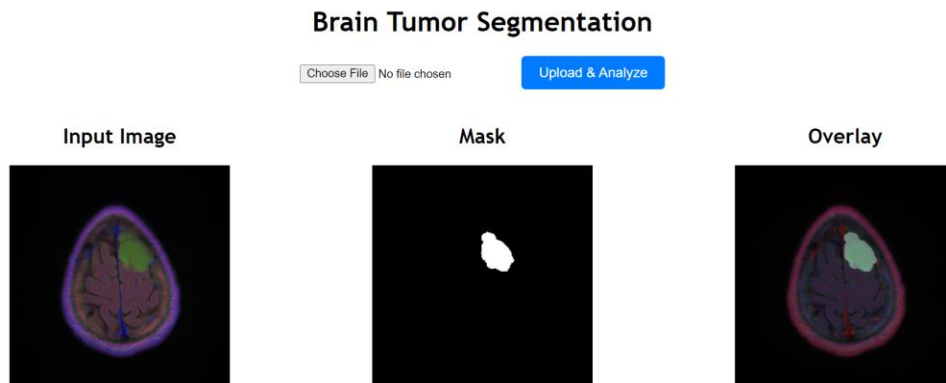 Brain Tumor Segmentation
Choose File No file chosen Upload & Analyze
Input Image Mask Overlay